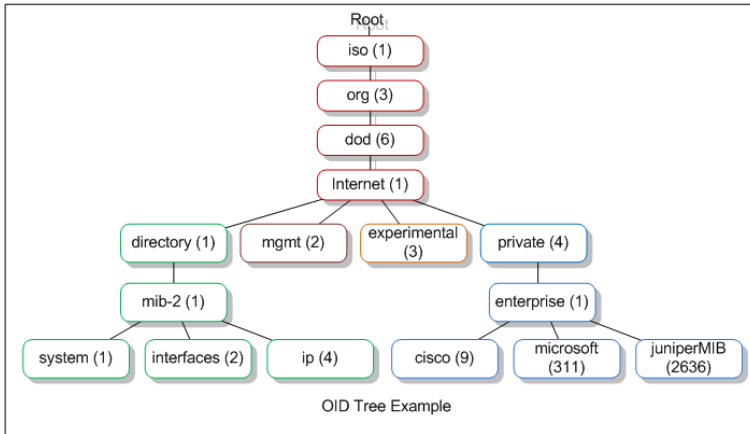 Root
iso (1)
org (3)
dod (6)
Internet (1)
directory (1)
mgmt (2)
experimental
(3)
private (4)
mib-2 (1)
enterprise (1)
system (1)
interfaces (2)
ip (4)
cisco (9)
microsoft
(311)
juniperMIB
(2636)
OID Tree Example